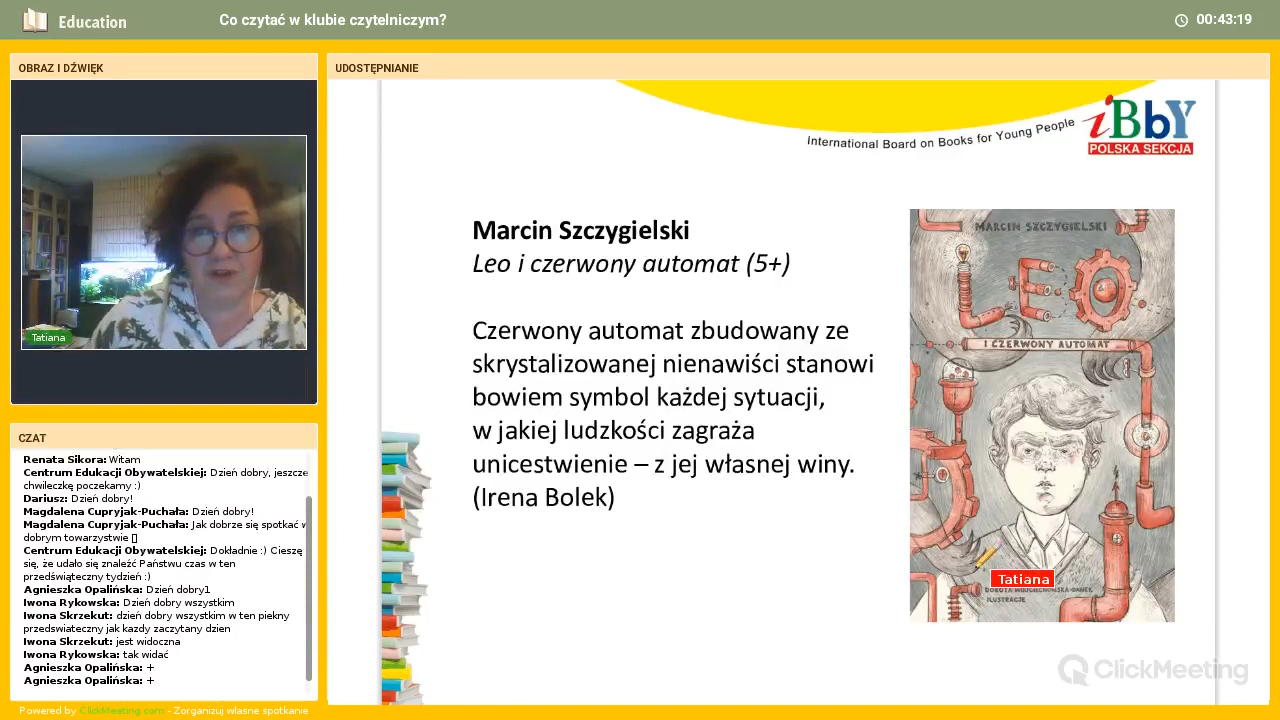 Education
Co czytać w klubie czytelniczym?
00:43:19
OBRAZ I DŹWIĘK
Tatiana
CZAT
Renata Sikora: Witam
Centrum Edukacji Obywatelskiej: Dzień dobry, jeszcze
chwileczkę poczekamy :)
Dariusz: Dzień dobry!
Magdalena Cupryjak-Puchała: Dzień dobry!
Magdalena Cupryjak-Puchała: Jak dobrze się spotkać w
dobrym towarzystwie []
Centrum Edukacji Obywatelskiej: Dokładnie :) Cieszę
się, że udało się znaleźć Państwu czas w ten
przedświąteczny tydzień :)
Agnieszka Opalińska: Dzień dobry1
Iwona Rykowska: Dzień dobry wszystkim
Iwona Skrzekut: dzień dobry wszystkim w ten piekny
przedswiateczny jak kazdy zaczytany dzien
Iwona Skrzekut: jest widoczna
Iwona Rykowska: tak widać
Agnieszka Opalińska: +
Agnieszka Opalińska: +
Powered by ClickMeeting.com - Zorganizuj własne spotkanie
UDOSTĘPNIANIE
International Board on Books for Young People
iBbY
POLSKA SEKCJA
Marcin Szczygielski
Leo i czerwony automat (5+)
Czerwony automat zbudowany ze
skrystalizowanej nienawiści stanowi
bowiem symbol każdej sytuacji,
w jakiej ludzkości zagraża
unicestwienie – z jej własnej winy.
(Irena Bolek)
MARCIN SZCZYGIELSKI
LEO
I CZERWONY AUTOMAT
Tatiana
DOROTA WOJCIECHOWSKA-DANEK
ILUSTRACJE
ClickMeeting